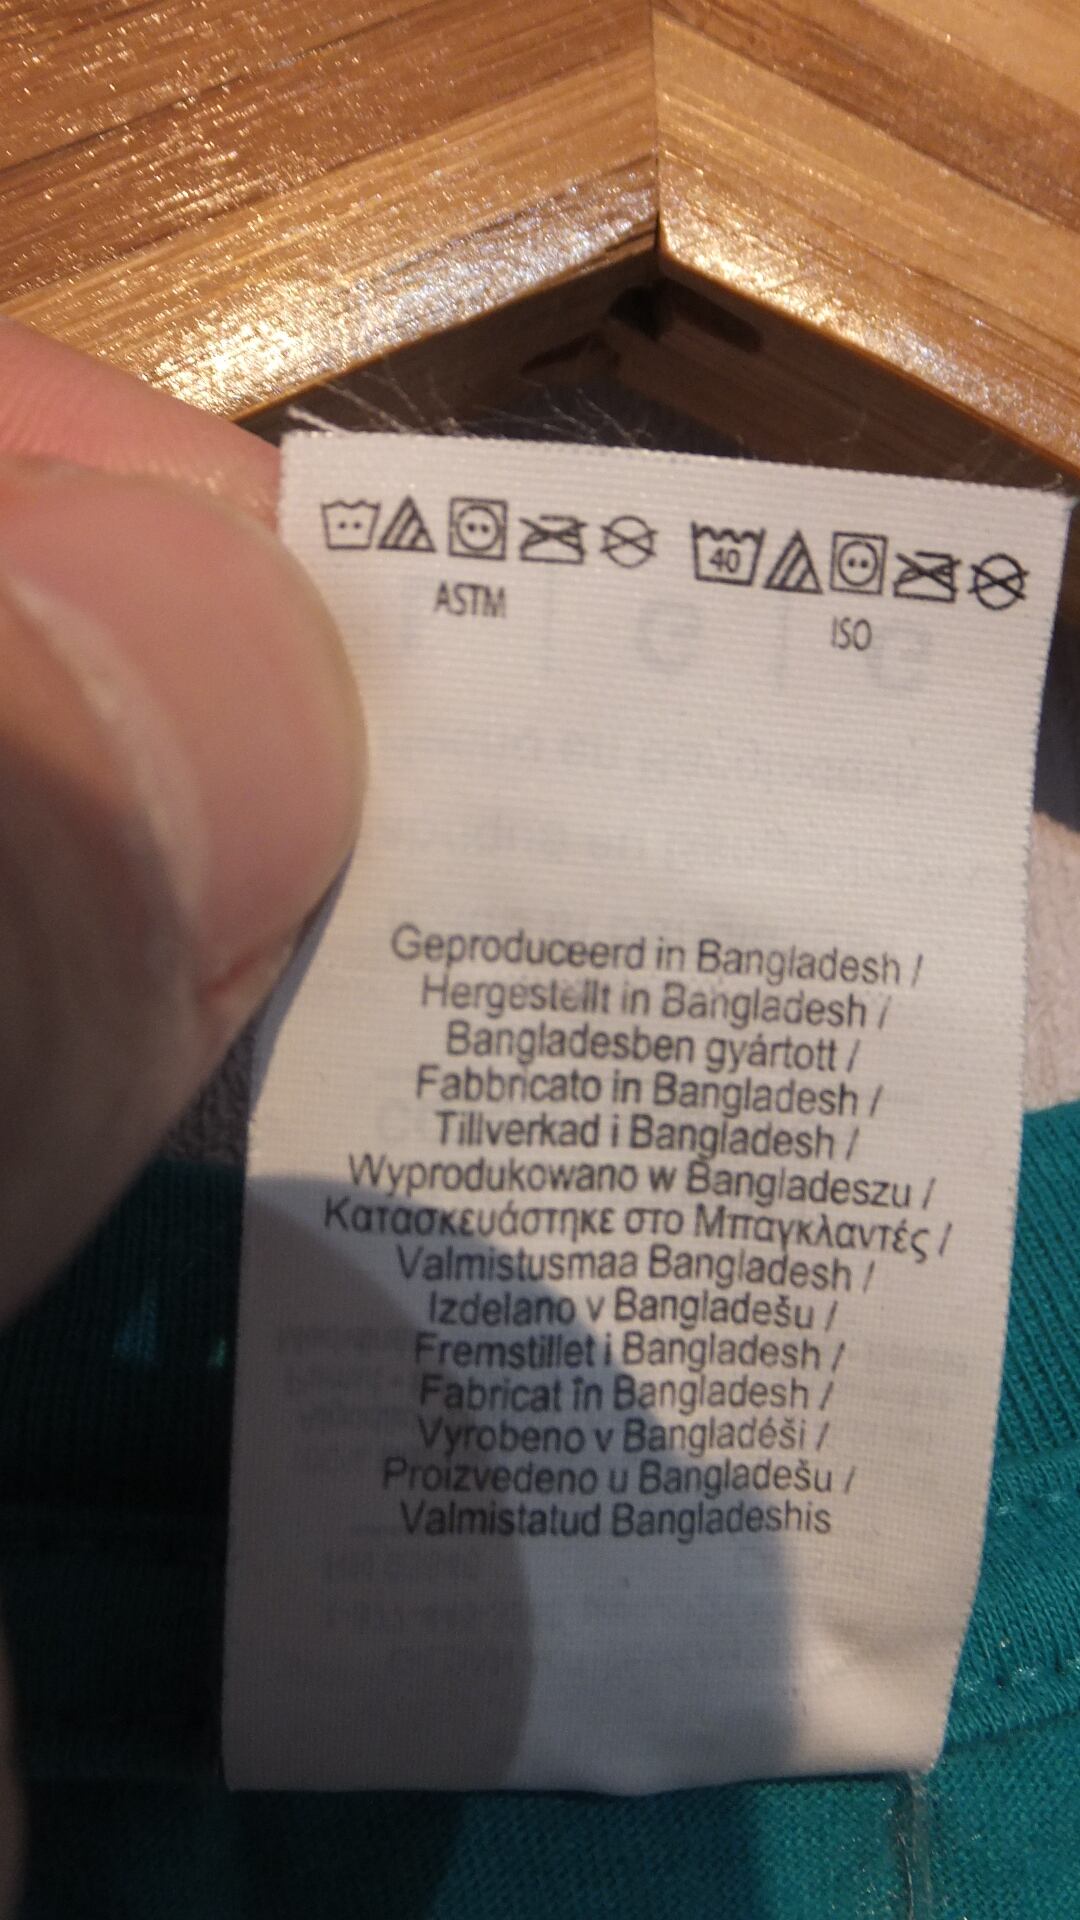 40
ASTM
ISO
Geproduceerd in Bangladesh /
Hergestellt in Bangladesh /
Bangladesben gyártott /
Fabbricato in Bangladesh /
Tillverkad i Bangladesh /
Wyprodukowano w Bangladeszu /
Κατασκευάστηκε στο Μπαγκλαντές /
Valmistusmaa Bangladesh /
Izdelano v Bangladešu /
Fremstillet i Bangladesh /
Fabricat în Bangladesh /
Vyrobeno v Bangladéši /
Proizvedeno u Bangladešu /
Valmistatud Bangladeshis